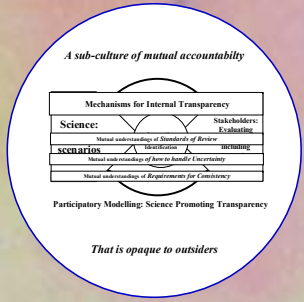 A sub-culture of mutual accountabilty
Mechanisms for Internal Transparency
Science:
Stakeholders:
Evaluating
Mutual understandings of Standards of Review
Identification
scenarios
including
Mutual understandings of how to handle Uncertainty
Mutual understandings of Requirements for Consistency
Participatory Modelling: Science Promoting Transparency
That is opaque to outsiders